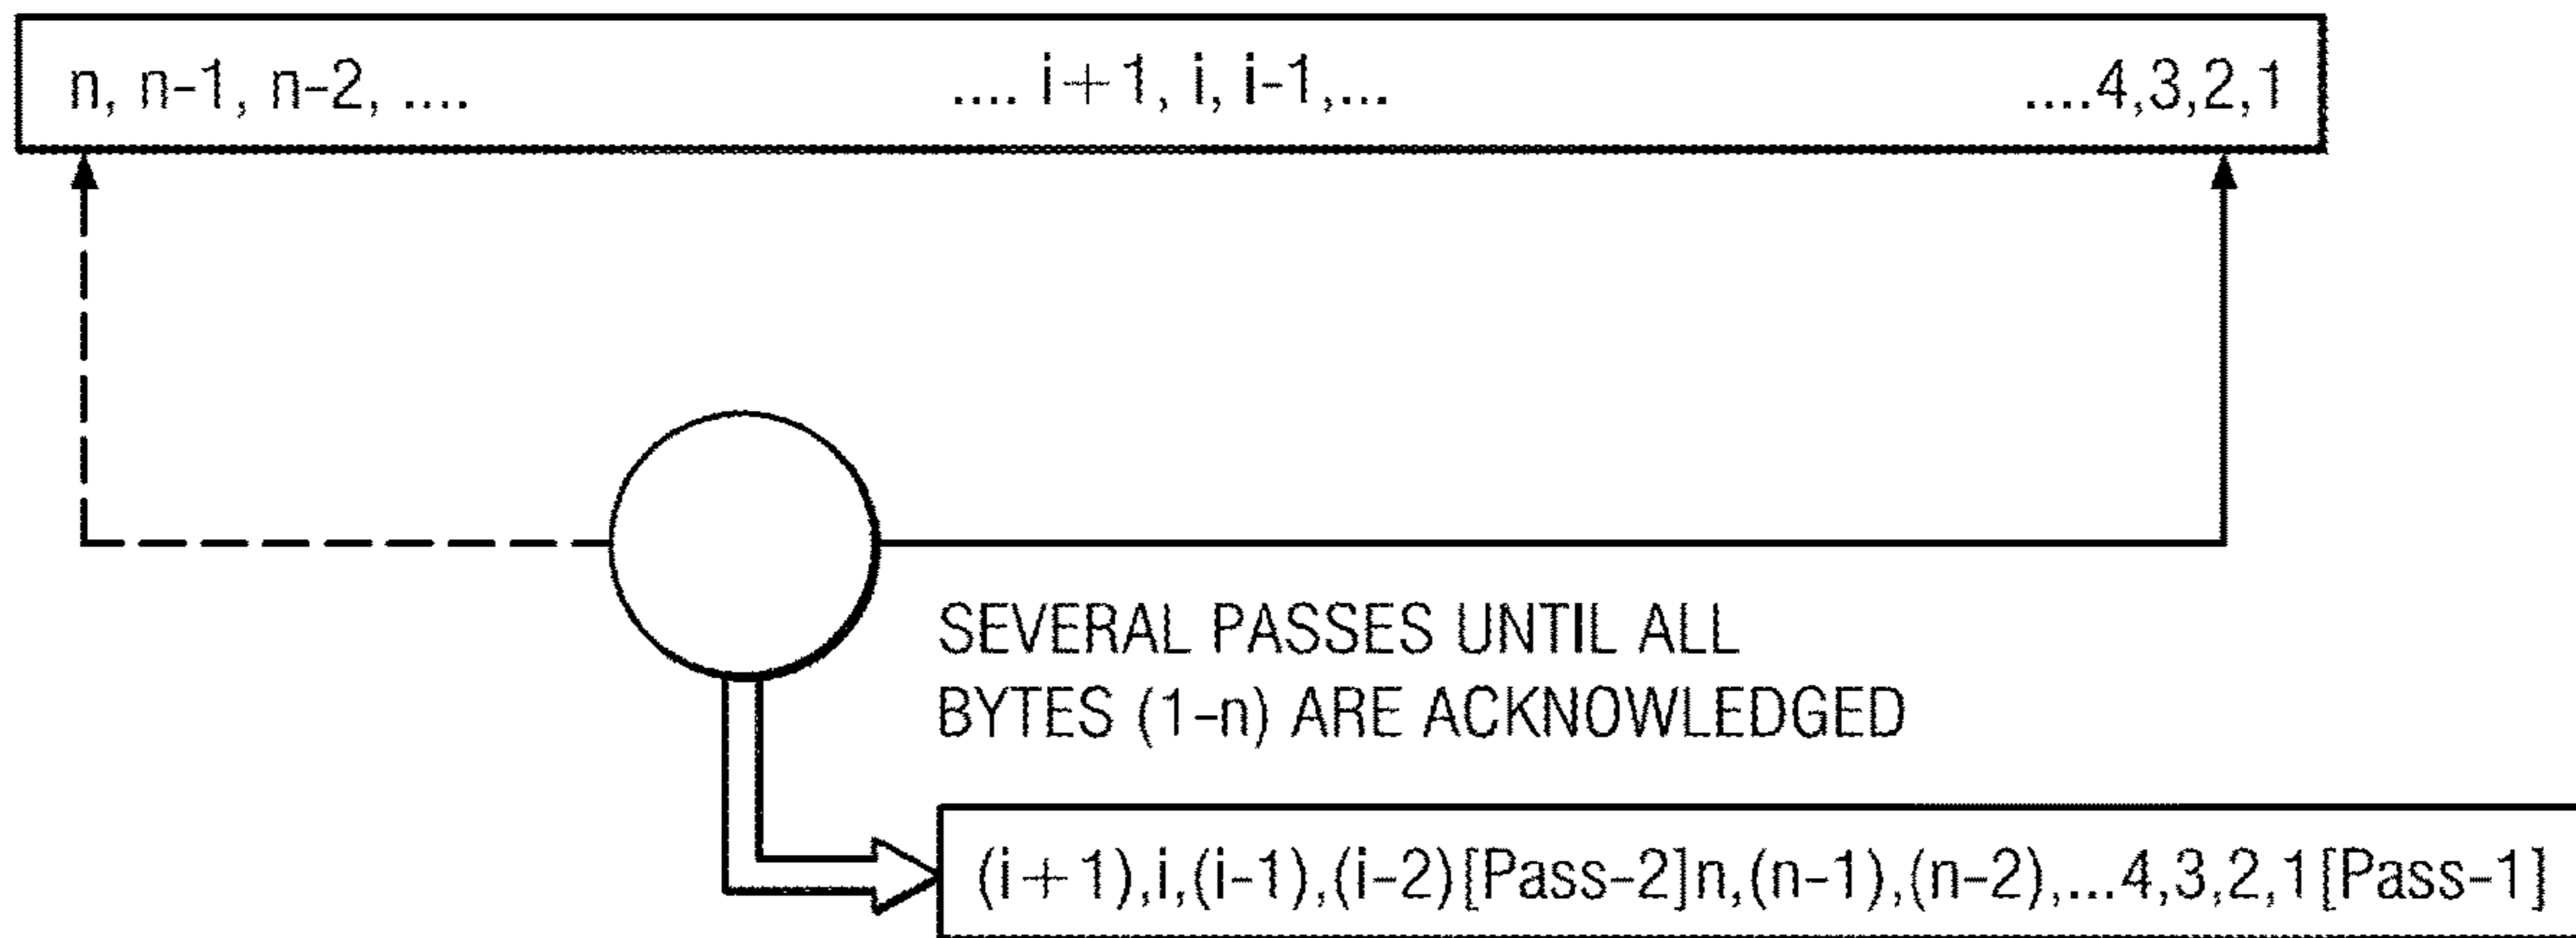 n, n-1, n-2, .... .... i+1, i, i-1,... ....4,3,2,1
SEVERAL PASSES UNTIL ALL
BYTES (1-n) ARE ACKNOWLEDGED
(i+1),i,(i-1),(i-2)[Pass-2]n,(n-1),(n-2),...4,3,2,1[Pass-1]